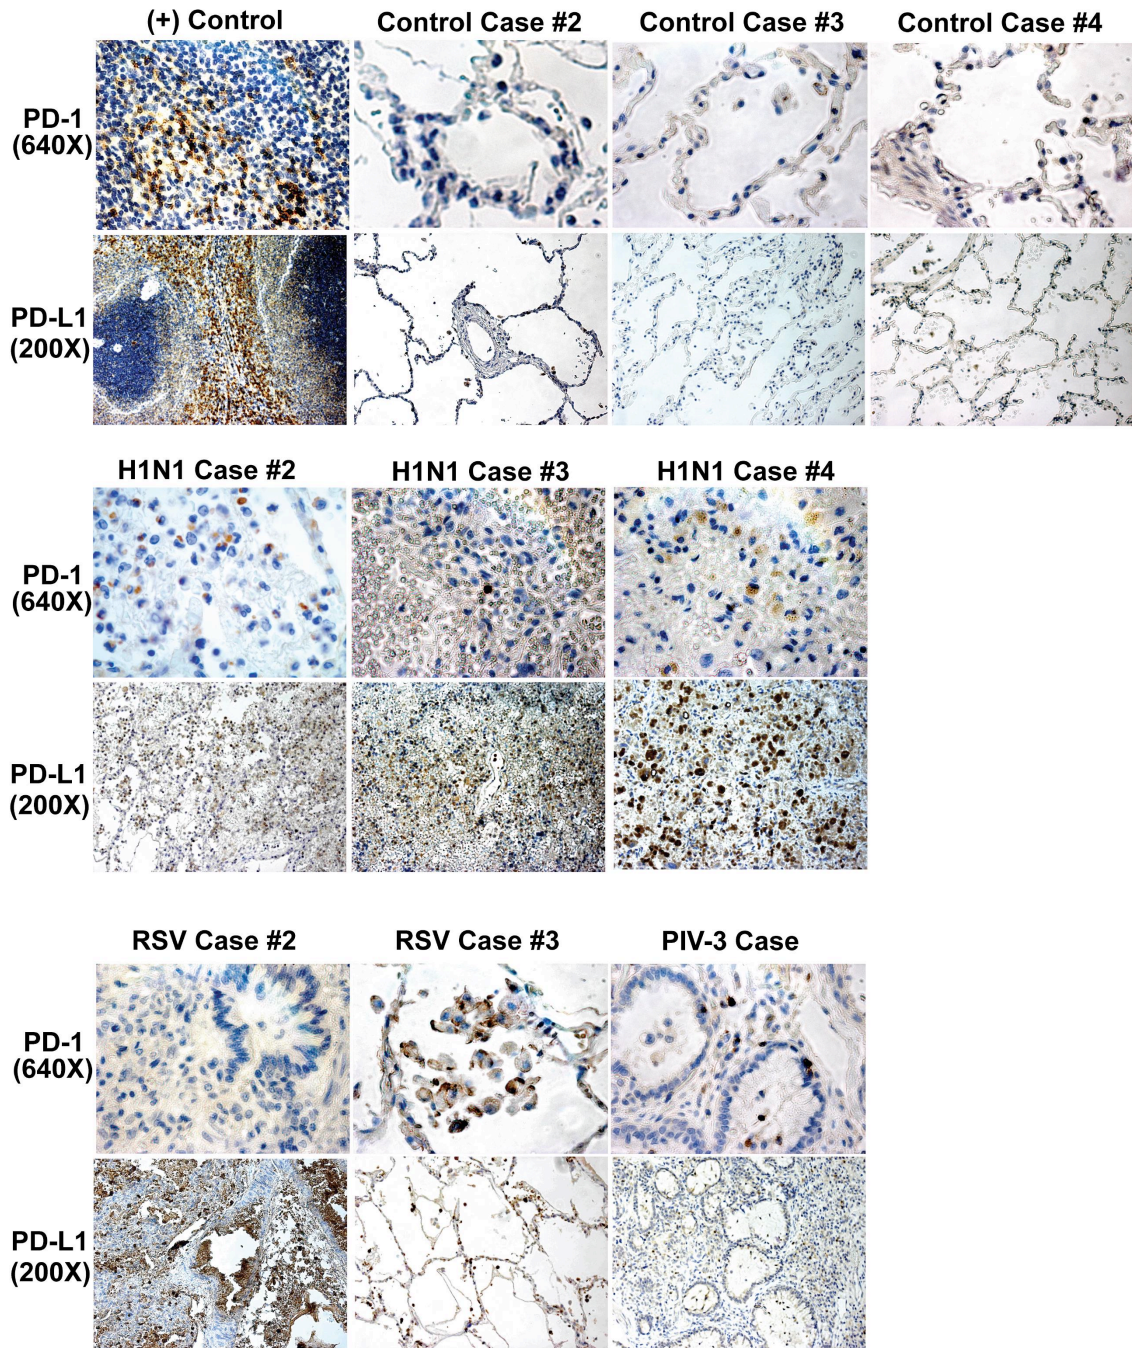 (+) Control Control Case #2 Control Case #3 Control Case #4
PD-1
(640X)
PD-L1
(200X)
H1N1 Case #2 H1N1 Case #3 H1N1 Case #4
PD-1
(640X)
PD-L1
(200X)
RSV Case #2 RSV Case #3 PIV-3 Case
PD-1
(640X)
PD-L1
(200X)